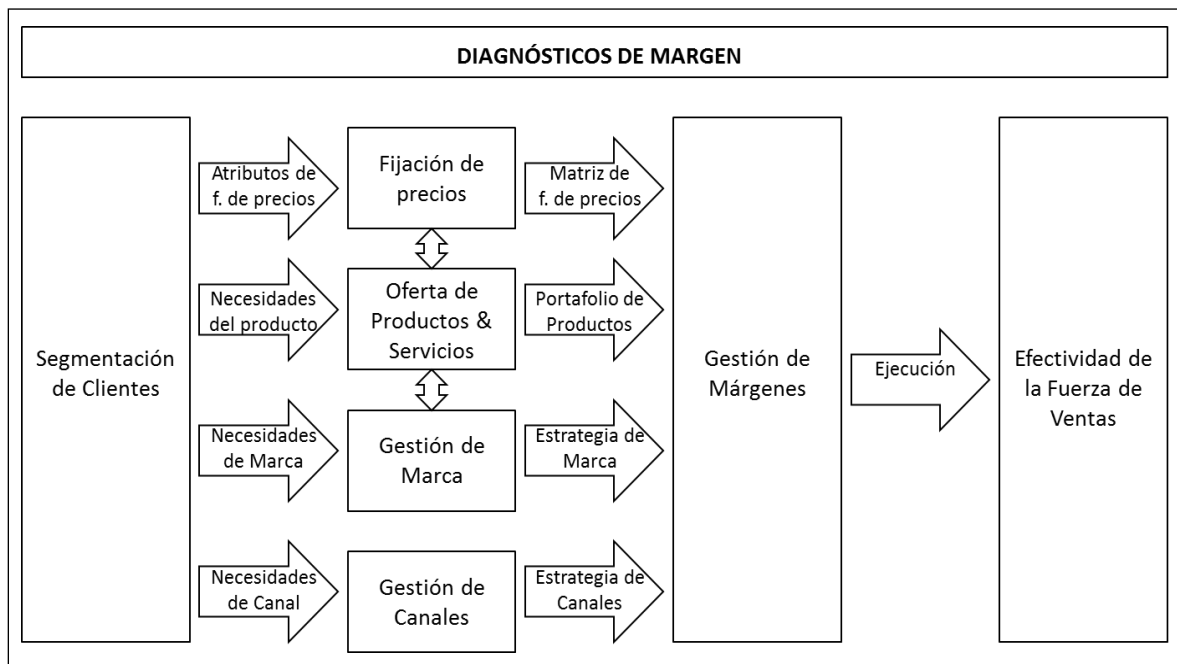 DIAGNÓSTICOS DE MARGEN
Segmentación
de Clientes
Atributos de
f. de precios
Fijación de
precios
Matriz de
f. de precios
Necesidades
del producto
Oferta de
Productos &
Servicios
Portafolio de
Productos
Necesidades
de Marca
Gestión de
Marca
Estrategia de
Marca
Necesidades
de Canal
Gestión de
Canales
Estrategia de
Canales
Gestión de
Márgenes
Ejecución
Efectividad de
la Fuerza de
Ventas